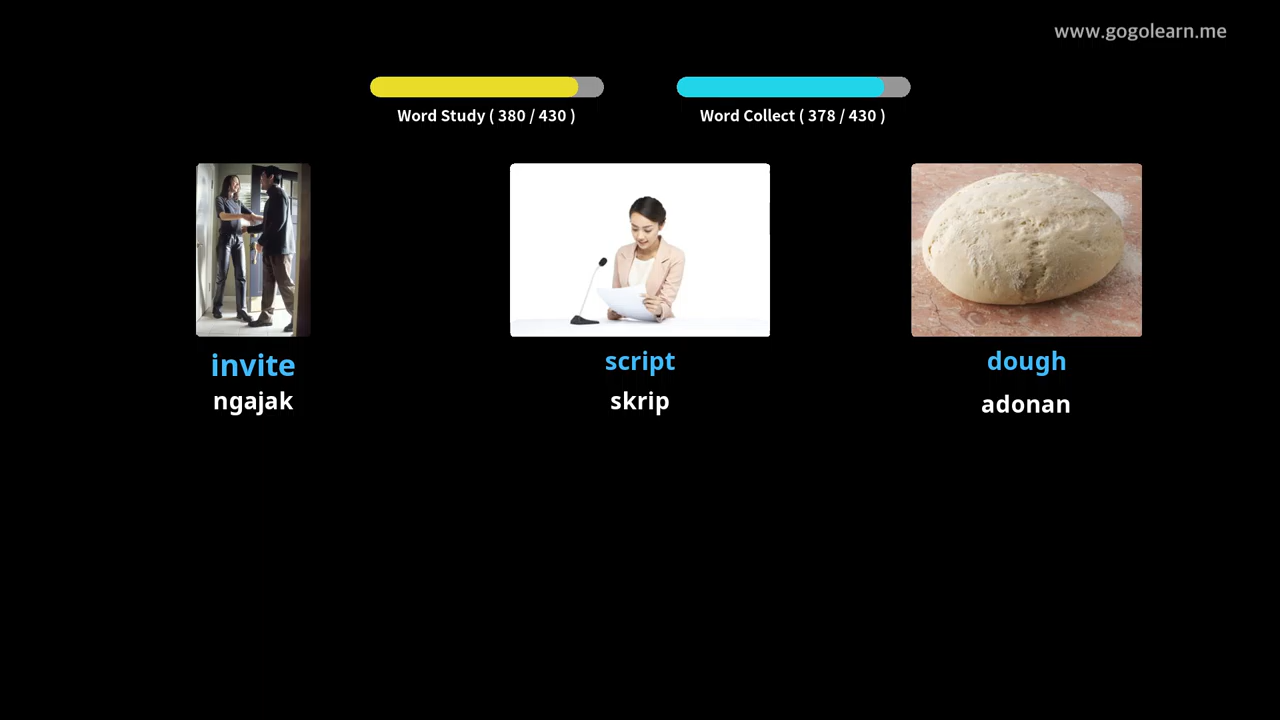 www.gogolearn.me
Word Study ( 380 / 430 )
Word Collect ( 378 / 430 )
invite
ngajak
script
skrip
dough
adonan